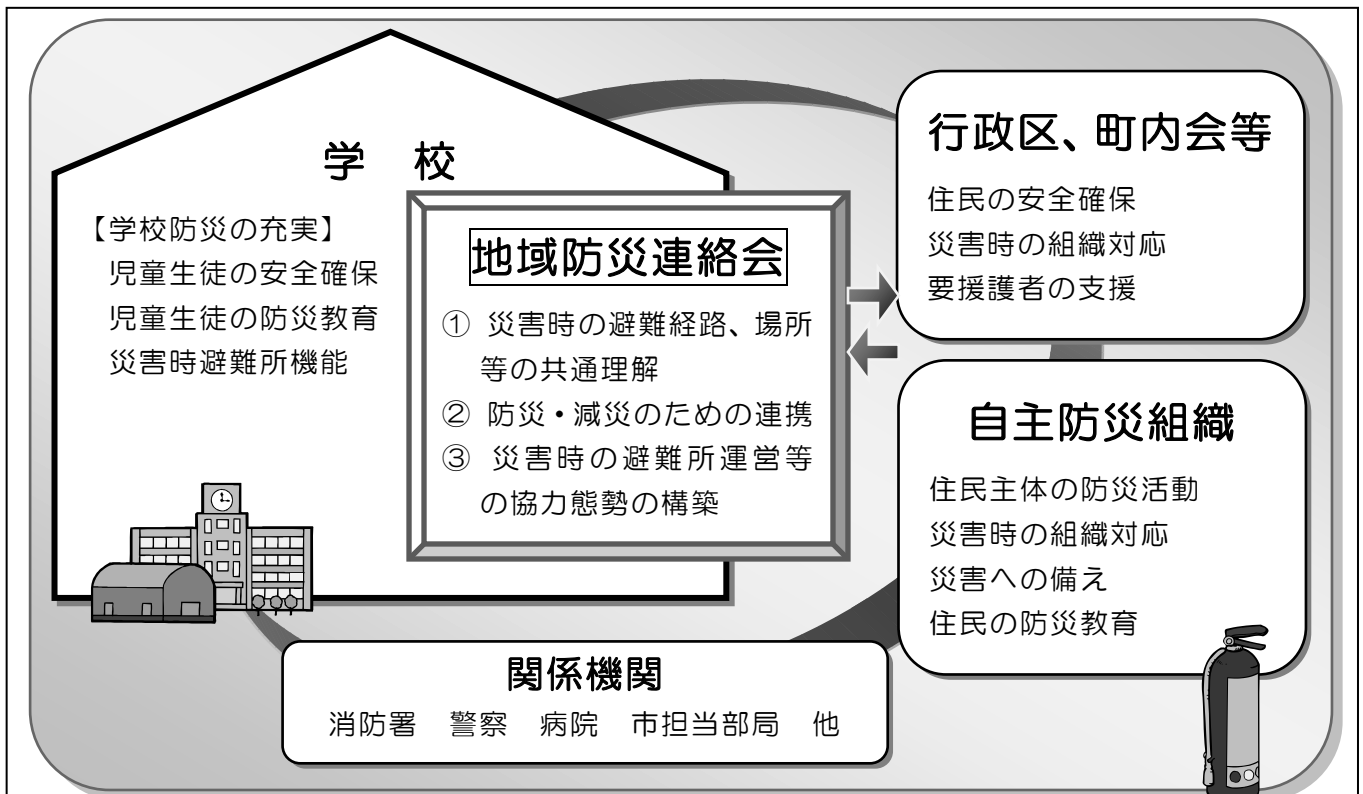 学 校
【学校防災の充実】
児童生徒の安全確保
児童生徒の防災教育
災害時避難所機能
地域防災連絡会
① 災害時の避難経路、場所
等の共通理解
② 防災・減災のための連携
③ 災害時の避難所運営等
の協力態勢の構築
行政区、町内会等
住民の安全確保
災害時の組織対応
要援護者の支援
自主防災組織
住民主体の防災活動
災害時の組織対応
災害への備え
住民の防災教育
関係機関
消防署 警察 病院 市担当部局 他